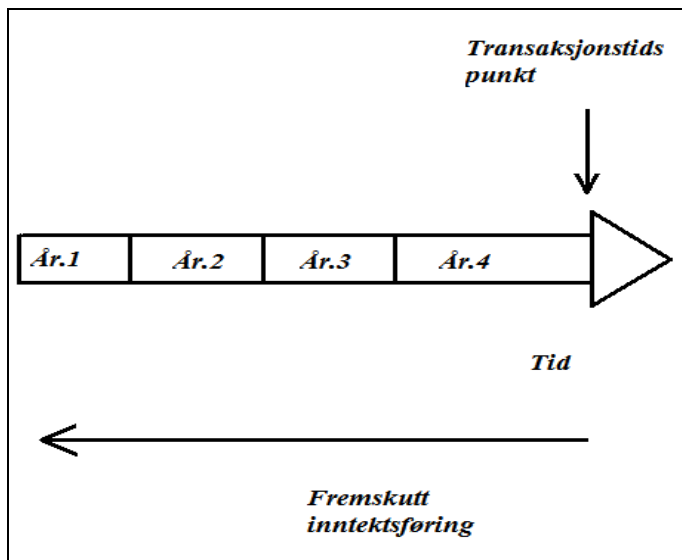 Transaksjonstids
punkt
År.1 År.2 År.3 År.4
Tid
Fremskutt
inntektsføring